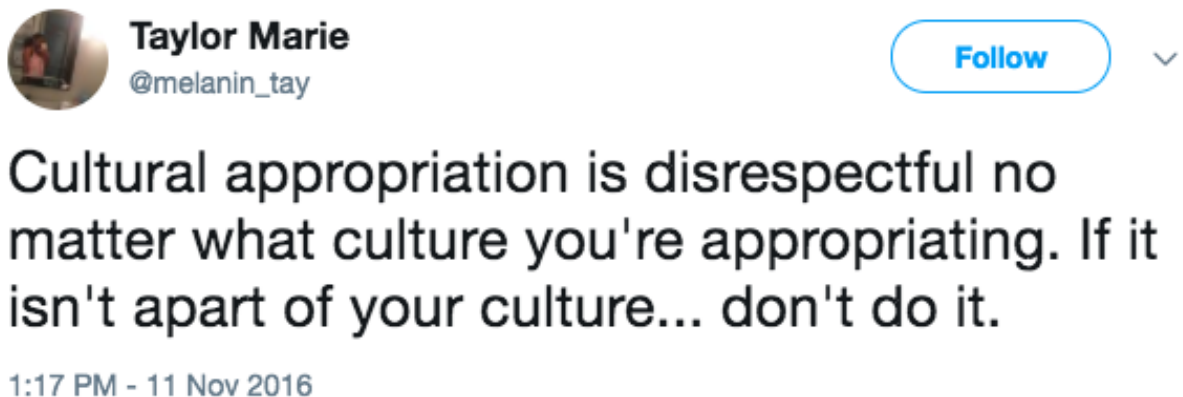 Taylor Marie
@melanin_tay
Follow
Cultural appropriation is disrespectful no
matter what culture you're appropriating. If it
isn't apart of your culture... don't do it.
1:17 PM - 11 Nov 2016